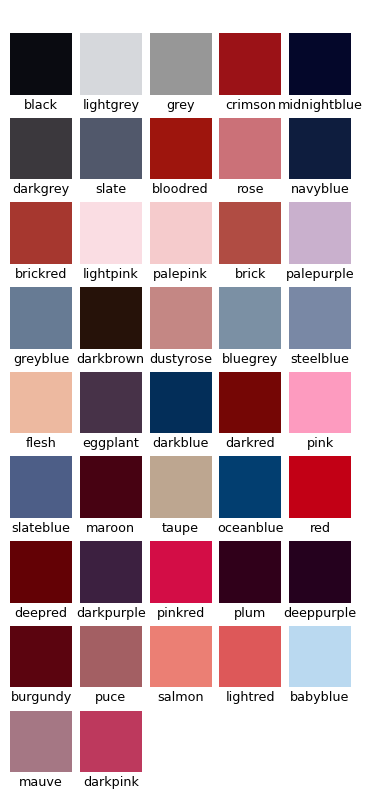 black lightgrey grey crimson midnightblue
darkgrey slate bloodred rose navyblue
brickred lightpink palepink brick palepurple
greyblue darkbrown dustyrose bluegrey steelblue
flesh eggplant darkblue darkred pink
slateblue maroon taupe oceanblue red
deepred darkpurple pinkred plum deeppurple
burgundy puce salmon lightred babyblue
mauve darkpink